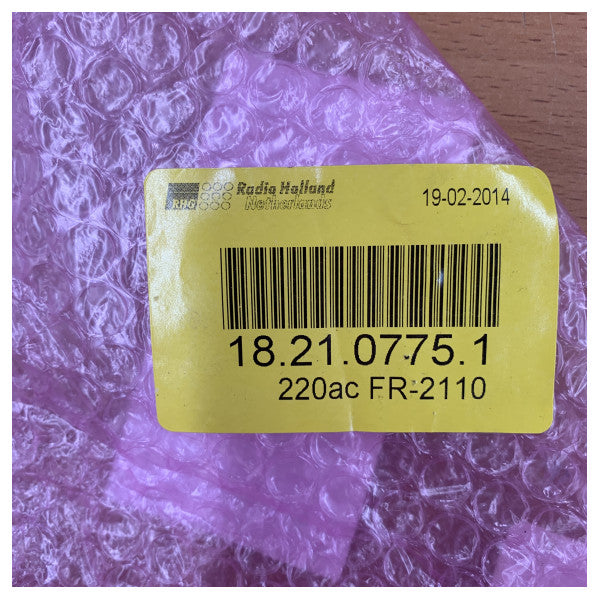 RHG
Radio Holland
Netherlands
19-02-2014
18.21.0775.1
220ac FR-2110